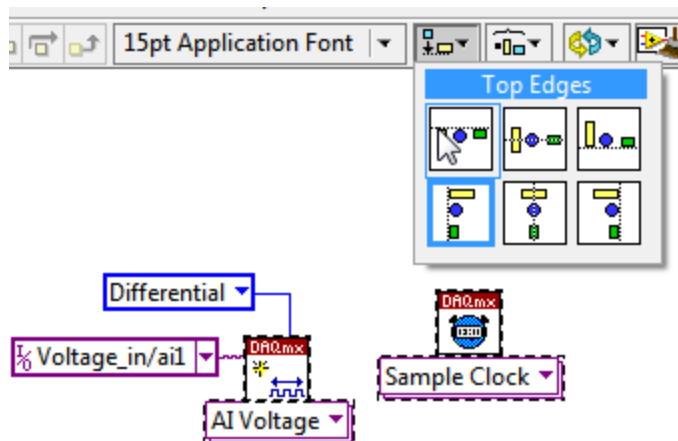 15pt Application Font
Top Edges
Differential
DAQmx
I/O Voltage_in/ai1
DAQmx
Sample Clock
AI Voltage